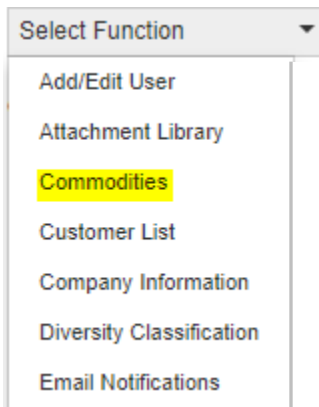 Select Function
Add/Edit User
Attachment Library
Commodities
Customer List
Company Information
Diversity Classification
Email Notifications